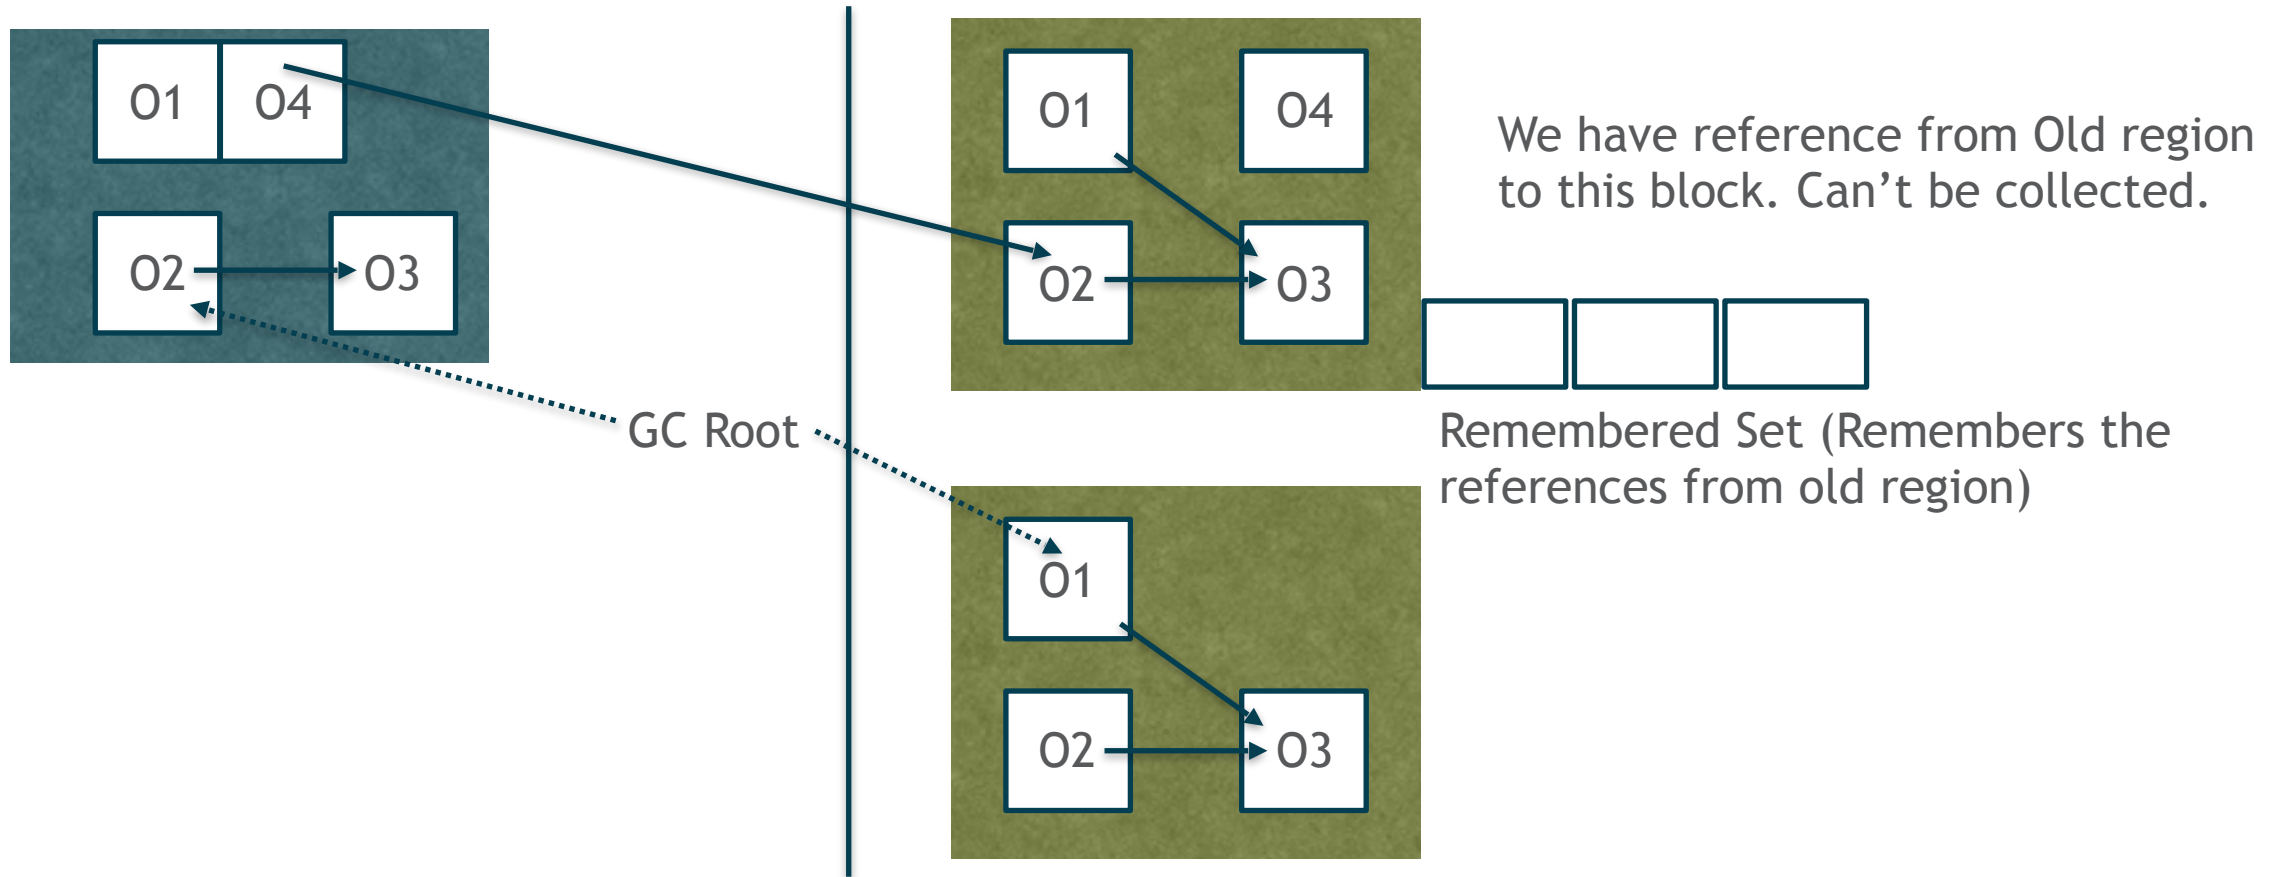 O1 O4
O2 O3
GC Root
O1 O4
O2 O3
We have reference from Old region
to this block. Can’t be collected.
Remembered Set (Remembers the
references from old region)
O1
O2 O3